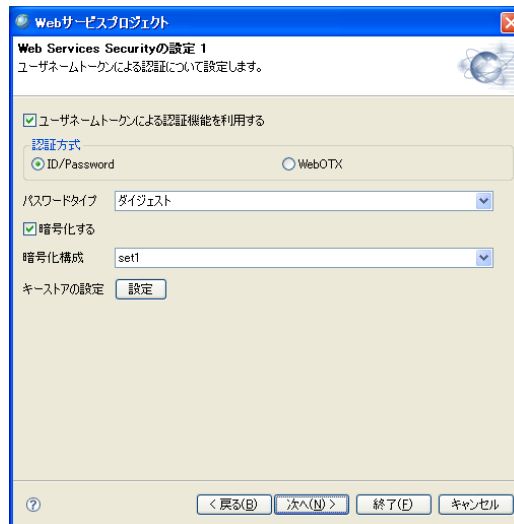 Webサービスプロジェクト
Web Services Securityの設定 1
ユーザネームトークンによる認証について設定します。
ユーザネームトークンによる認証機能を利用する
認証方式
ID/Password
WebOTX
パスワードタイプ ダイジェスト
暗号化する
暗号化構成 set1
キーストアの設定 設定
? < 戻る(B) 次へ(N) > 終了(F) キャンセル